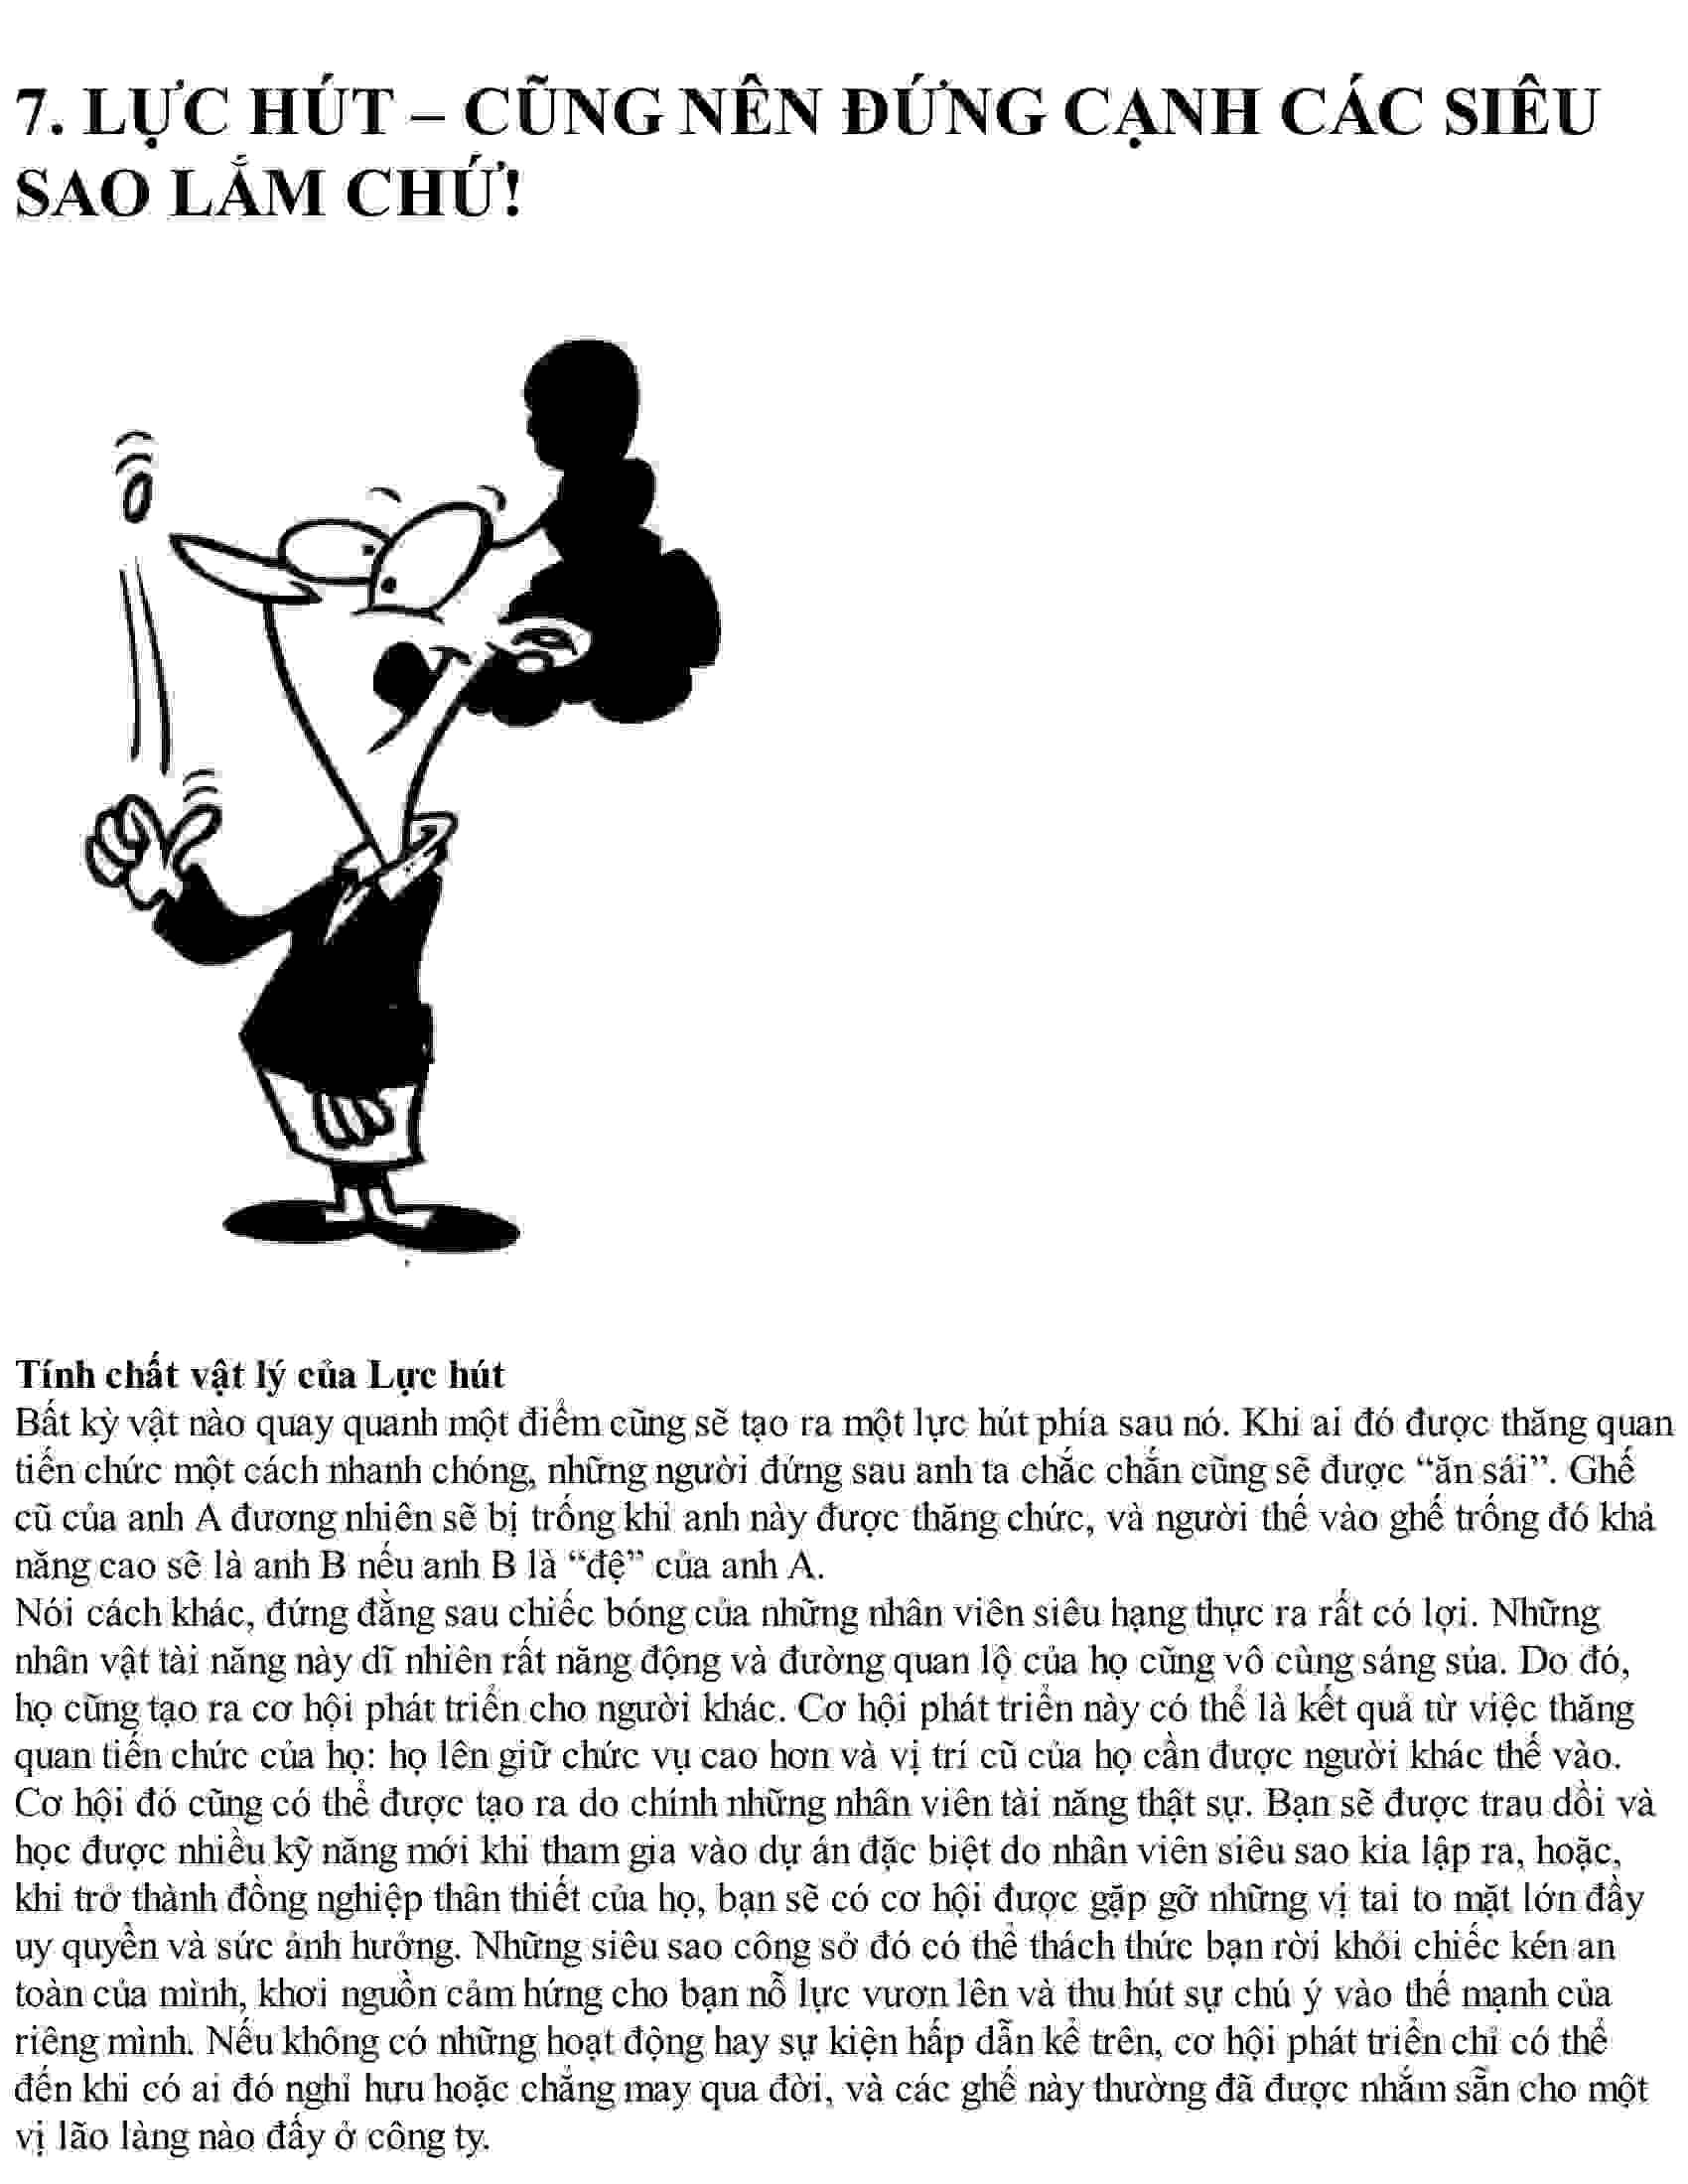 7. LỰC HÚT – CŨNG NÊN ĐỨNG CẠNH CÁC SIÊU
SAO LẮM CHỨ!
Tính chất vật lý của Lực hút
Bất kỳ vật nào quay quanh một điểm cũng sẽ tạo ra một lực hút phía sau nó. Khi ai đó được thăng quan
tiến chức một cách nhanh chóng, những người đứng sau anh ta chắc chắn cũng sẽ được “ăn sái”. Ghế
cũ của anh A đương nhiên sẽ bị trống khi anh này được thăng chức, và người thế vào ghế trống đó khả
năng cao sẽ là anh B nếu anh B là “đệ” của anh A.
Nói cách khác, đứng đằng sau chiếc bóng của những nhân viên siêu hạng thực ra rất có lợi. Những
nhân vật tài năng này dĩ nhiên rất năng động và đường quan lộ của họ cũng vô cùng sáng sủa. Do đó,
họ cũng tạo ra cơ hội phát triển cho người khác. Cơ hội phát triển này có thể là kết quả từ việc thăng
quan tiến chức của họ: họ lên giữ chức vụ cao hơn và vị trí cũ của họ cần được người khác thế vào.
Cơ hội đó cũng có thể được tạo ra do chính những nhân viên tài năng thật sự. Bạn sẽ được trau dồi và
học được nhiều kỹ năng mới khi tham gia vào dự án đặc biệt do nhân viên siêu sao kia lập ra, hoặc,
khi trở thành đồng nghiệp thân thiết của họ, bạn sẽ có cơ hội được gặp gỡ những vị tai to mặt lớn đầy
uy quyền và sức ảnh hưởng. Những siêu sao công sở đó có thể thách thức bạn rời khỏi chiếc kén an
toàn của mình, khơi nguồn cảm hứng cho bạn nỗ lực vươn lên và thu hút sự chú ý vào thế mạnh của
riêng mình. Nếu không có những hoạt động hay sự kiện hấp dẫn kể trên, cơ hội phát triển chỉ có thể
đến khi có ai đó nghỉ hưu hoặc chẳng may qua đời, và các ghế này thường đã được nhắm sẵn cho một
vị lão làng nào đấy ở công ty.